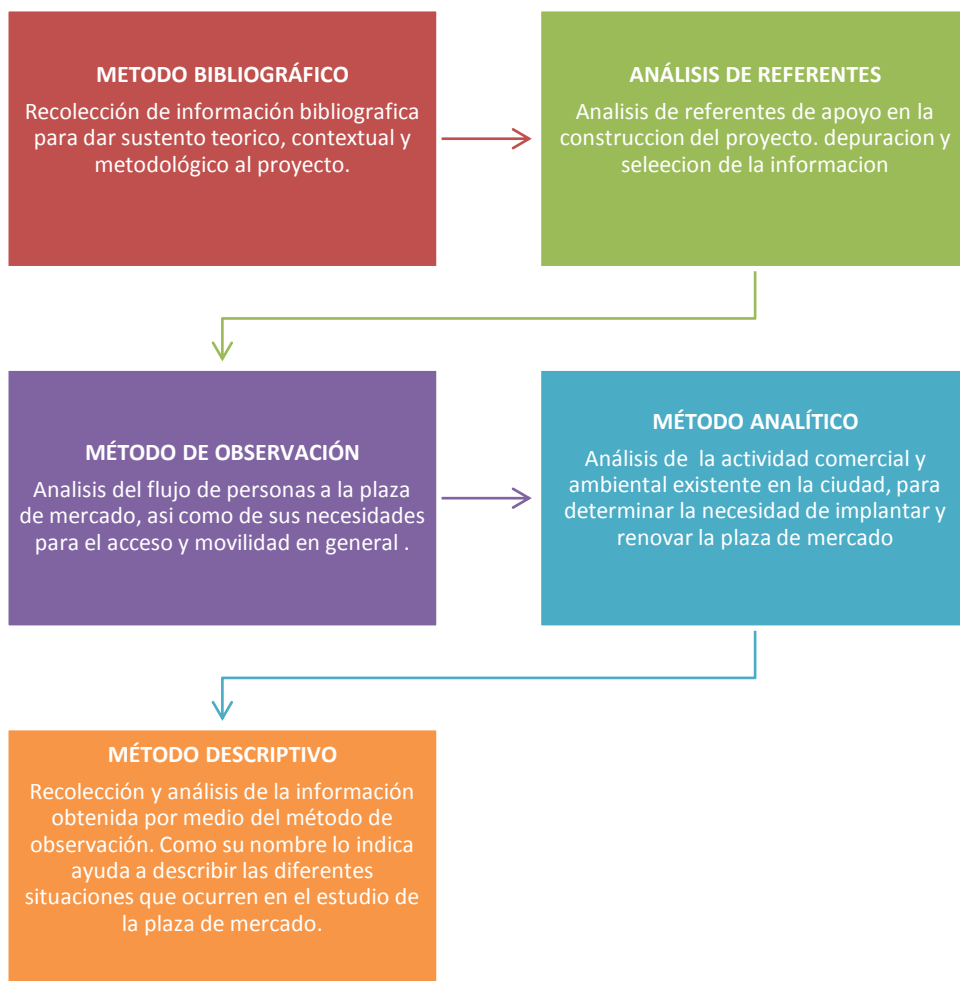 METODO BIBLIOGRÁFICO
Recolección de información bibliografica
para dar sustento teorico, contextual y
metodológico al proyecto.
ANÁLISIS DE REFERENTES
Analisis de referentes de apoyo en la
construccion del proyecto. depuracion y
seleecion de la informacion
MÉTODO DE OBSERVACIÓN
Analisis del flujo de personas a la plaza
de mercado, asi como de sus necesidades
para el acceso y movilidad en general .
MÉTODO ANALÍTICO
Análisis de la actividad comercial y
ambiental existente en la ciudad, para
determinar la necesidad de implantar y
renovar la plaza de mercado
MÉTODO DESCRIPTIVO
Recolección y análisis de la información
obtenida por medio del método de
observación. Como su nombre lo indica
ayuda a describir las diferentes
situaciones que ocurren en el estudio de
la plaza de mercado.